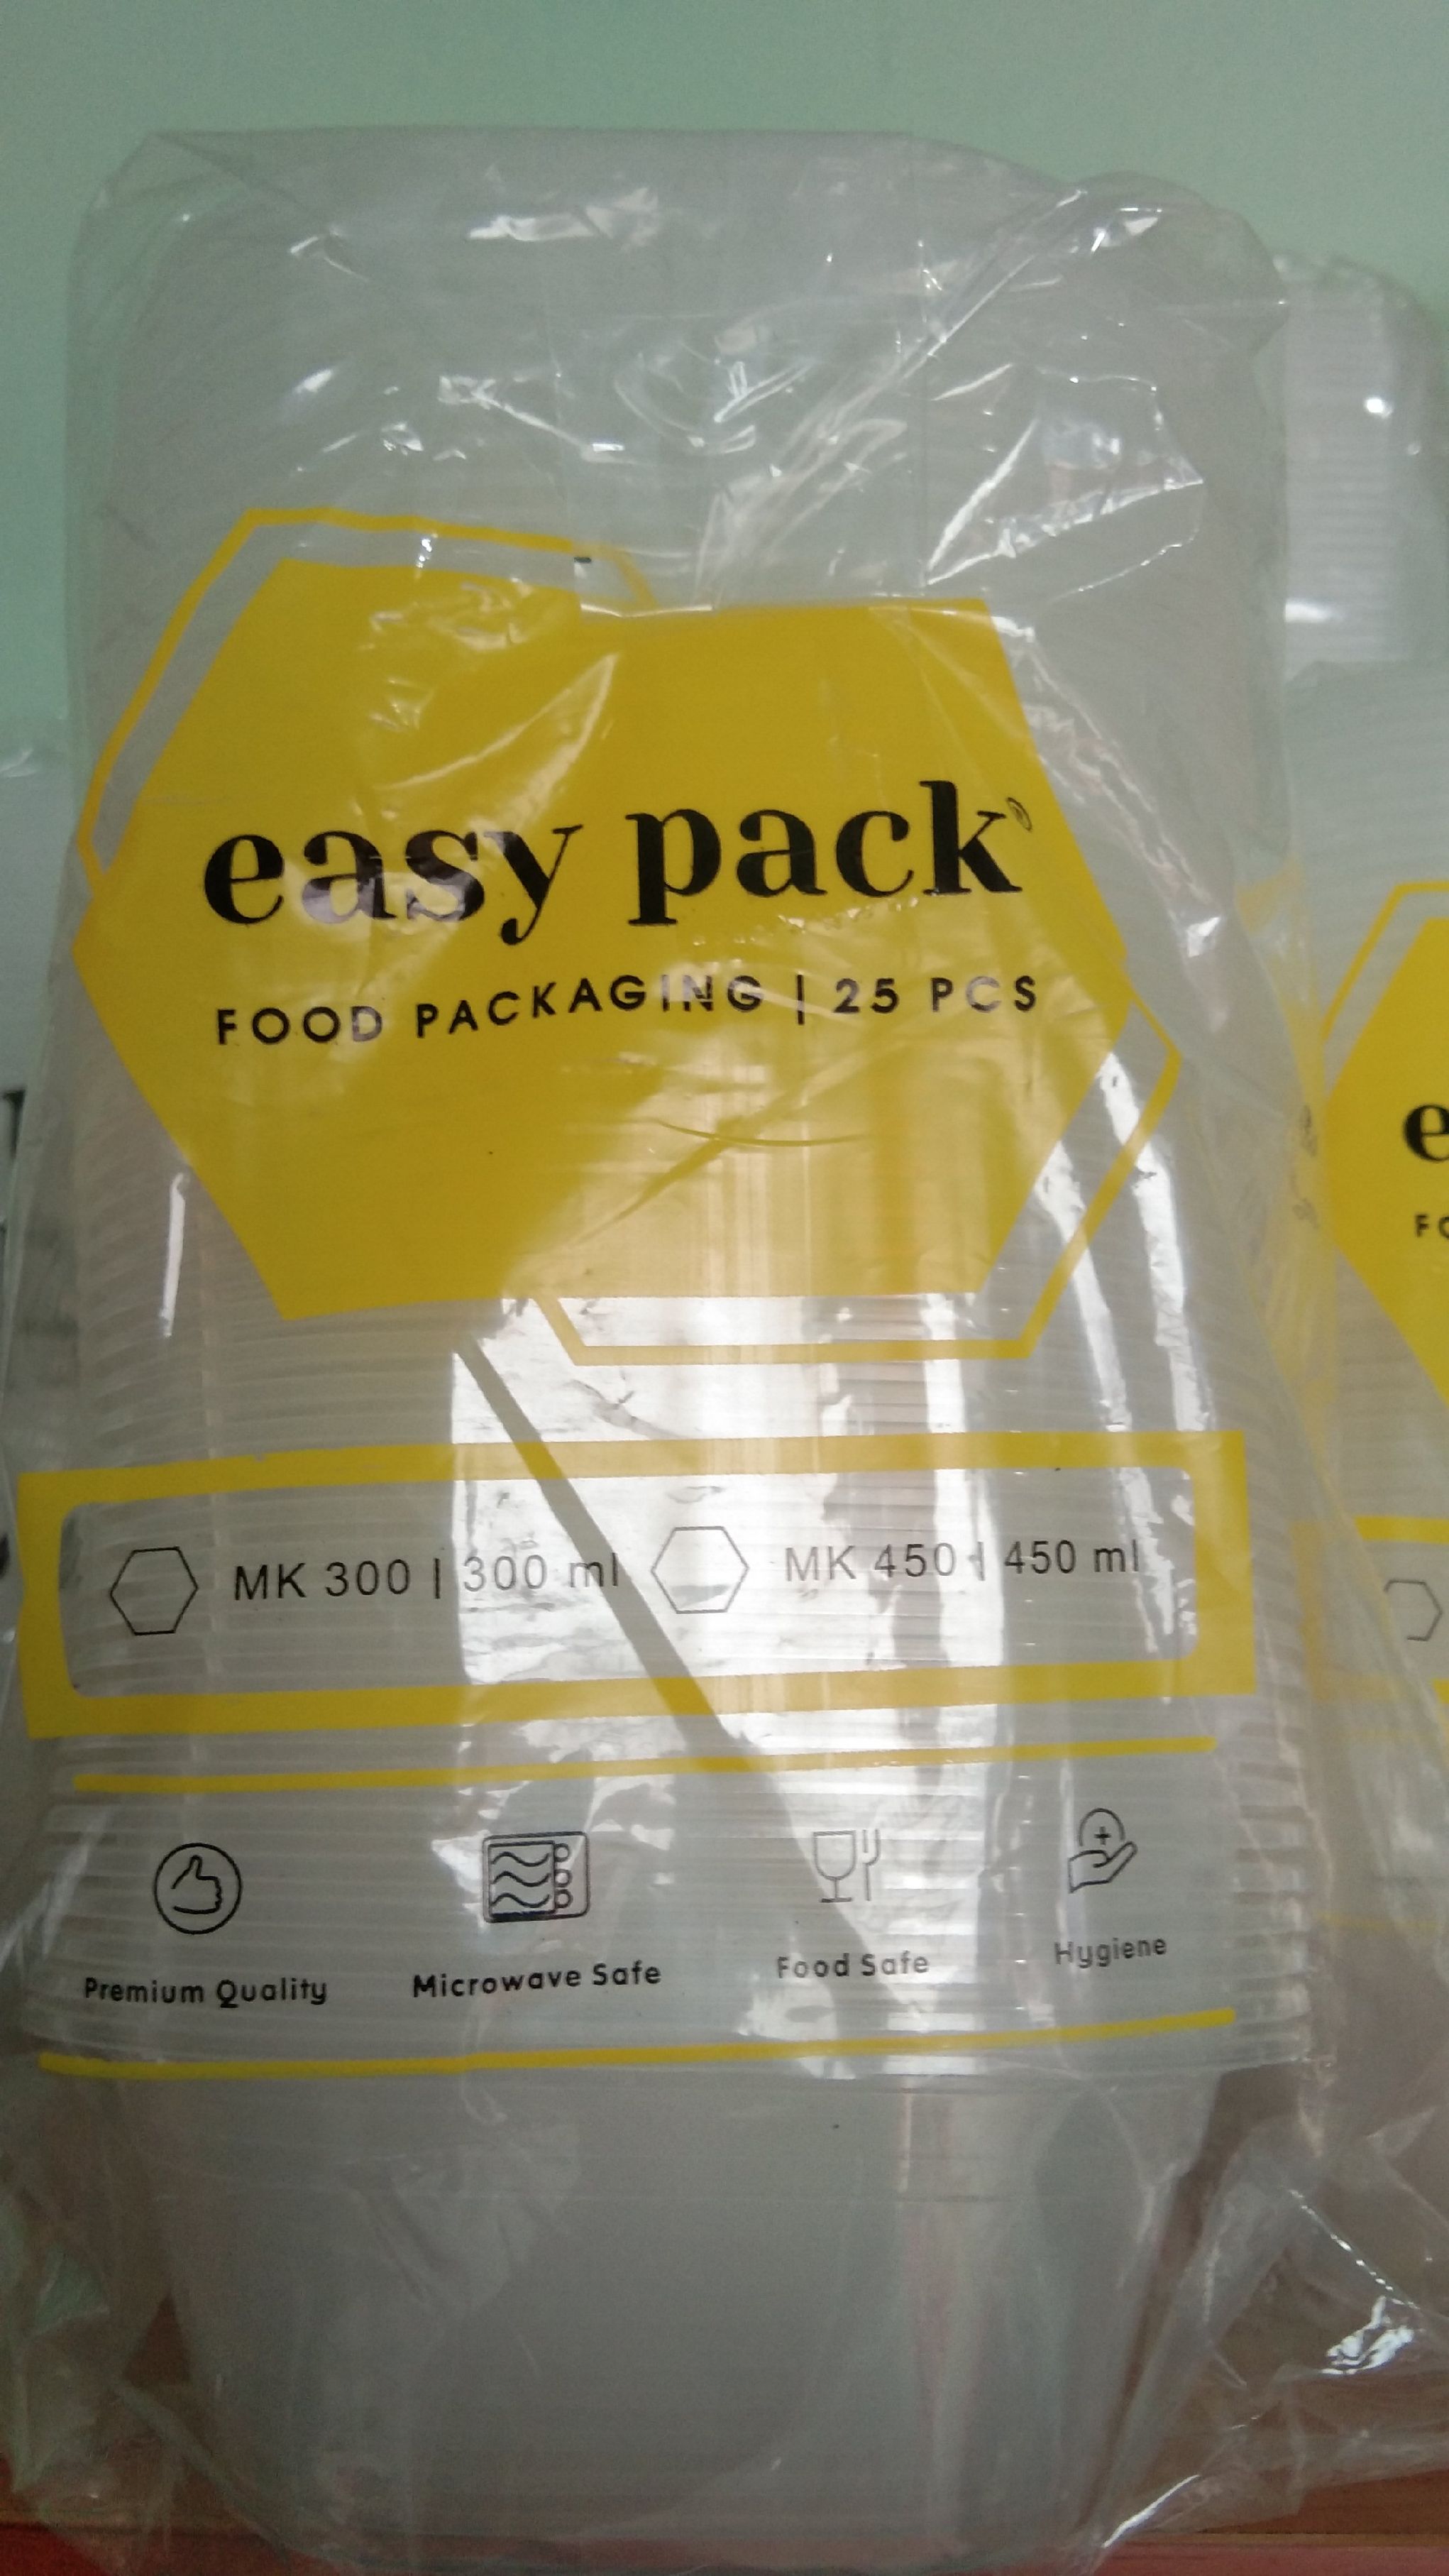 easy pack®
FOOD PACKAGING | 25 PCS
MK 300 | 300 ml
MK 450 | 450 ml
Premium Quality
Microwave Safe
Food Safe
Hygiene
e
FO